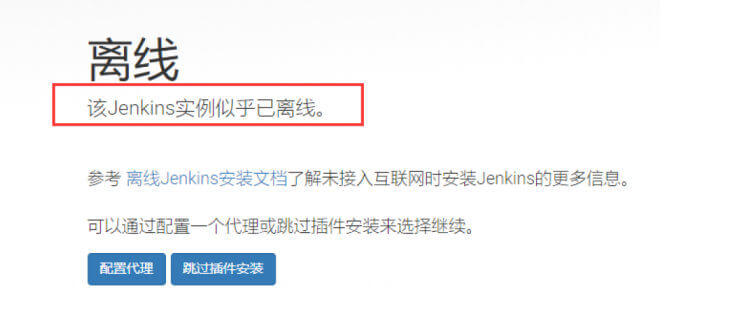 离线
该Jenkins实例似乎已离线。
参考 离线Jenkins安装文档了解未接入互联网时安装Jenkins的更多信息。
可以通过配置一个代理或跳过插件安装来选择继续。
配置代理 跳过插件安装